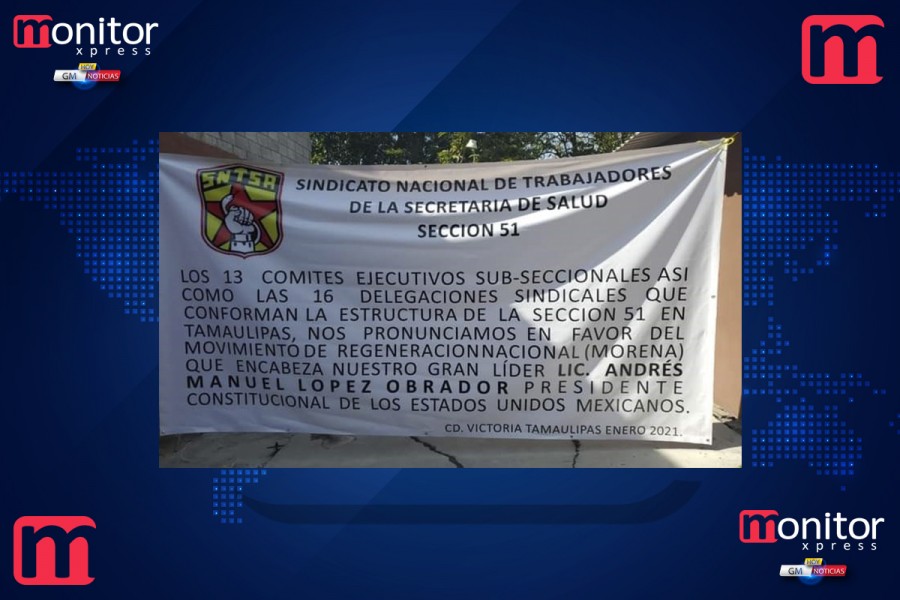 monitor
xpress
GM
HOY
NOTICIAS
m
SNTSA
SINDICATO NACIONAL DE TRABAJADORES
DE LA SECRETARIA DE SALUD
SECCION 51
LOS 13 COMITES EJECUTIVOS SUB-SECCIONALES ASI
COMO LAS 16 DELEGACIONES SINDICALES QUE
CONFORMAN LA ESTRUCTURA DE LA SECCION 51 EN
TAMAULIPAS, NOS PRONUNCIAMOS EN FAVOR DEL
MOVIMIENTO DE REGENERACION NACIONAL (MORENA)
QUE ENCABEZA NUESTRO GRAN LÍDER LIC. ANDRÉS
MANUEL LOPEZ OBRADOR PRESIDENTE
CONSTITUCIONAL DE LOS ESTADOS UNIDOS MEXICANOS.
CD. VICTORIA TAMAULIPAS ENERO 2021.
m
monitor
xpress
GM
HOY
NOTICIAS